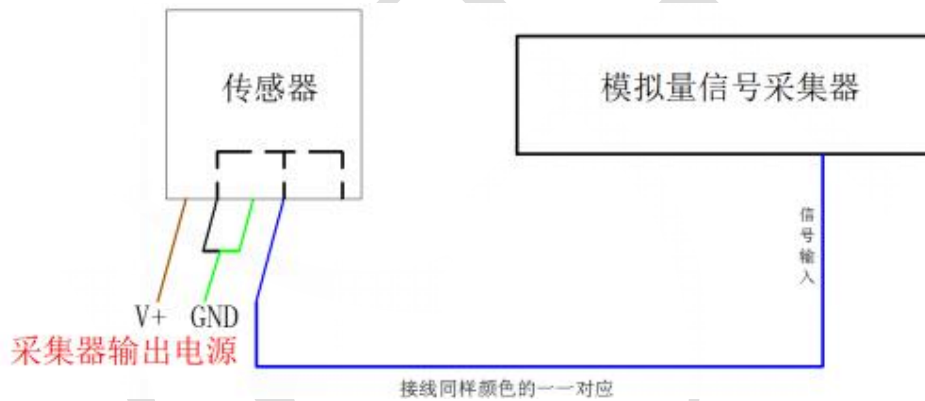 传感器
模拟量信号采集器
信号输入
V+ GND
采集器输出电源
接线同样颜色的一一对应